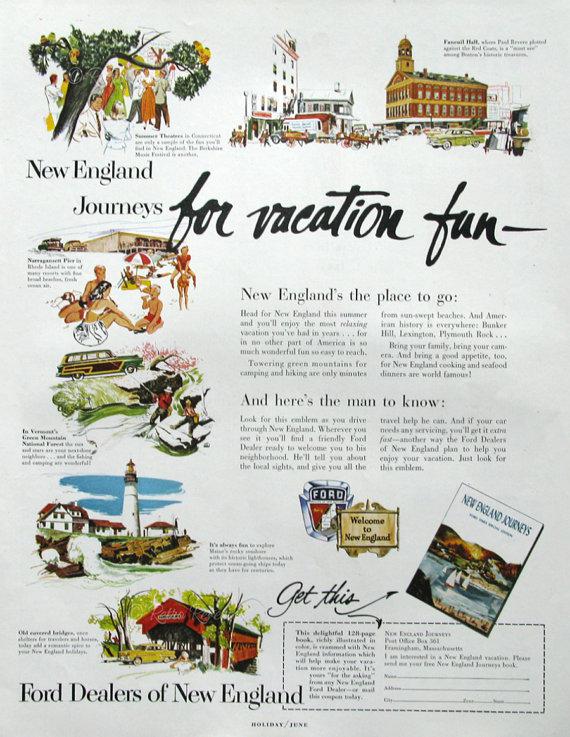 Faneuil Hall, where Paul Revere plotted
against the Red Coats, is a "must see"
among Boston's historic treasures.
Summer Theatres in Connecticut
are only a sample of the fun you'll
find in New England. The Berkshire
Music Festival is another.
New England
Journeys for vacation fun—
Narragansett Pier in
Rhode Island is one of
many resorts with fine
broad beaches, fresh
ocean air.
New England's the place to go:
Head for New England this summer
and you'll enjoy the most relaxing
vacation you've had in years . . . for
in no other part of America is so
much wonderful fun so easy to reach.
Towering green mountains for
camping and hiking are only minutes
from sun-swept beaches. And Amer-
ican history is everywhere: Bunker
Hill, Lexington, Plymouth Rock . . .
Bring your family, bring your cam-
era. And bring a good appetite, too,
for New England cooking and seafood
dinners are world famous!
And here's the man to know:
Look for this emblem as you drive
through New England. Wherever you
see it you'll find a friendly Ford
Dealer ready to welcome you to his
neighborhood. He'll tell you about
the local sights, and give you all the
travel help he can. And if your car
needs any servicing, you'll get it extra
fast—another way the Ford Dealers
of New England plan to help you
enjoy your vacation. Just look for
this emblem.
In Vermont's
Green Mountain
National Forest the sun
and stars are your next-door
neighbors . . . and the fishing
and camping are wonderful!
FORD
Welcome
to
New England
NEW ENGLAND JOURNEYS
FORD TIMES SPECIAL EDITION
It's always fun to explore
Maine's rocky seashore
with its historic lighthouses, which
protect ocean-going ships today
as they have for centuries.
Get this
Old covered bridges, once
shelters for travelers and horses,
today add a romantic spice to
your New England holidays.
This delightful 128-page
book, richly illustrated in
color, is crammed with New
England information which
will help make your vaca-
tion more enjoyable. It's
yours "for the asking"
from any New England
Ford Dealer—or mail
this coupon today.
NEW ENGLAND JOURNEYS
Post Office Box 361
Framingham, Massachusetts
I am interested in a New England vacation. Please
send me your free New England Journeys book.
Name
Address
City Zone State
Ford Dealers of New England
HOLIDAY/JUNE